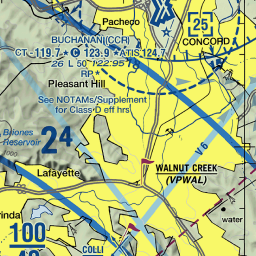 Pacheco
25
CONCORD
BUCHANAN (CCR)
CT - 119.7 ★ C 123.9 ★ ATIS 124.7
26 L 50 122.95
RP
Pleasant Hill
See NOTAMs/Supplement
for Class D eff hrs
Briones
Reservoir
24
WALNUT CREEK
(VPWAL)
V 6
Lafayette
water
100
COLLI